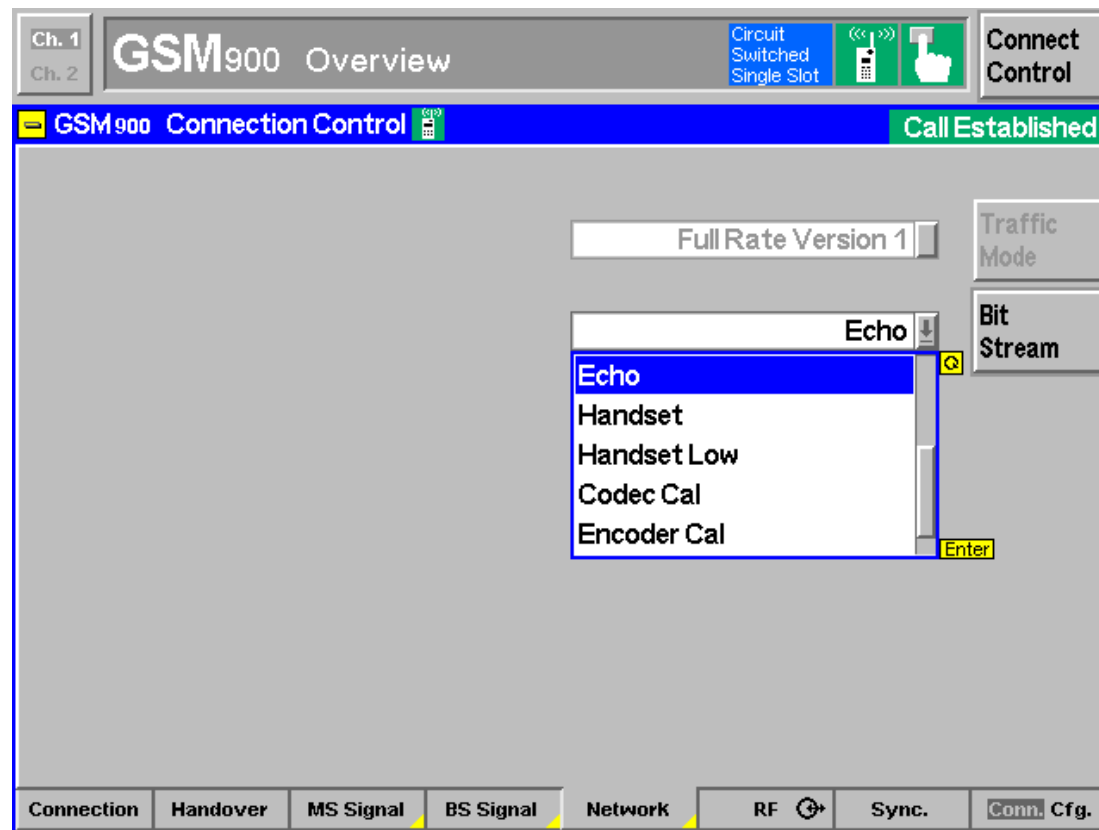 Ch. 1
Ch. 2
GSM900 Overview
Circuit
Switched
Single Slot
Connect
Control
GSM 900 Connection Control
Call Established
Full Rate Version 1
Traffic
Mode
Echo
Bit
Stream
Echo
Handset
Handset Low
Codec Cal
Encoder Cal
Enter
Connection
Handover
MS Signal
BS Signal
Network
RF
Sync.
Conn. Cfg.